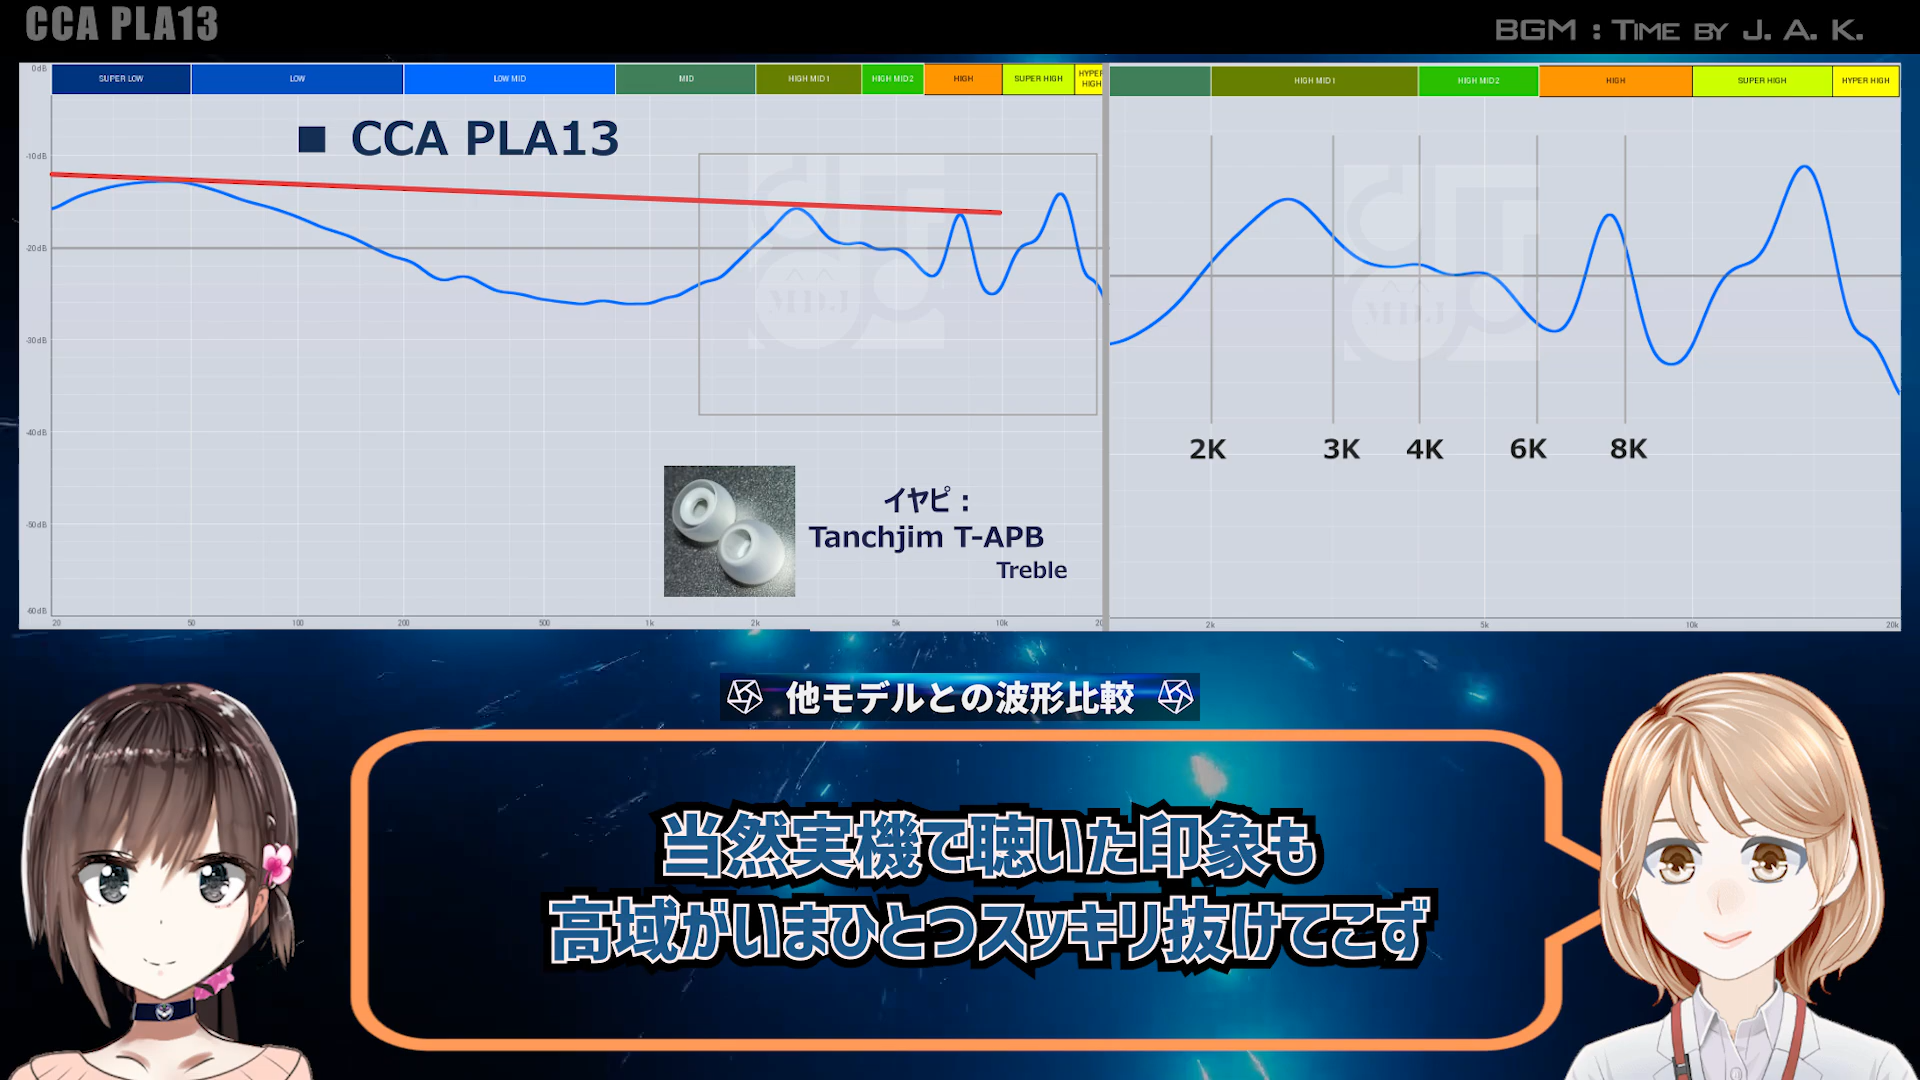 CCA PLA13
BGM : TIME BY J. A. K.
0dB
SUPER LOW
LOW
LOW MID
MID
HIGH MID1
HIGH MID2
HIGH
SUPER HIGH
HYPER HIGH
HIGH MID1
HIGH MID2
HIGH
SUPER HIGH
HYPER HIGH
■ CCA PLA13
-10dB
-20dB
-30dB
-40dB
-50dB
-60dB
MDJ
MDJ
2K 3K 4K 6K 8K
イヤピ：
Tanchjim T-APB
Treble
20 50 100 200 500 1k 2k 5k 10k 20
2k 5k 10k 20k
他モデルとの波形比較
当然実機で聴いた印象も
高域がいまひとつスッキリ抜けてこず